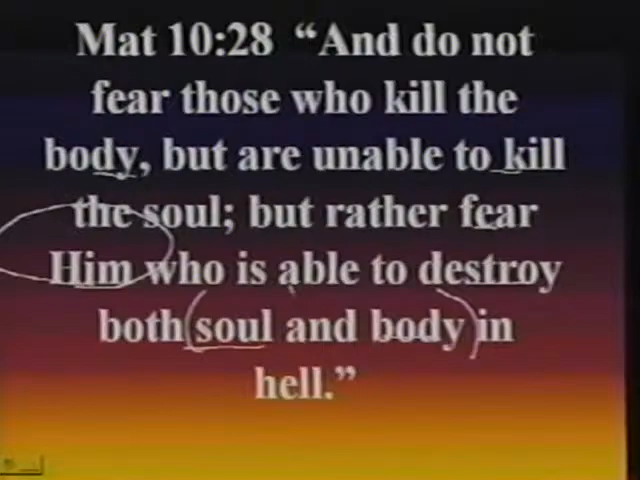 Mat 10:28 “And do not
fear those who kill the
body, but are unable to kill
the soul; but rather fear
Him who is able to destroy
both soul and body in
hell.”